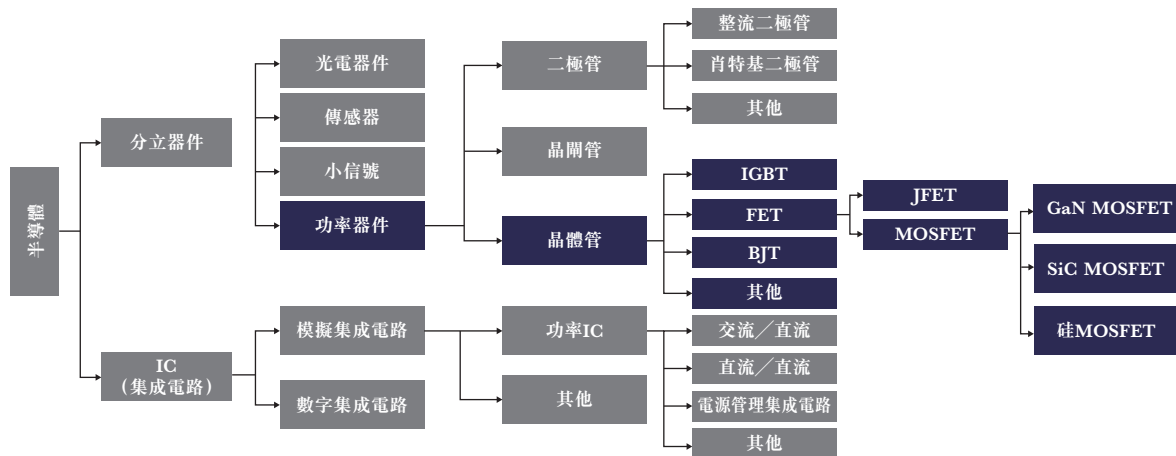 半導體
分立器件
IC
（集成電路）
光電器件
傳感器
小信號
功率器件
模擬集成電路
數字集成電路
二極管
晶閘管
晶體管
功率IC
其他
整流二極管
肖特基二極管
其他
IGBT
FET
BJT
其他
交流／直流
直流／直流
電源管理集成電路
其他
JFET
MOSFET
GaN MOSFET
SiC MOSFET
硅MOSFET